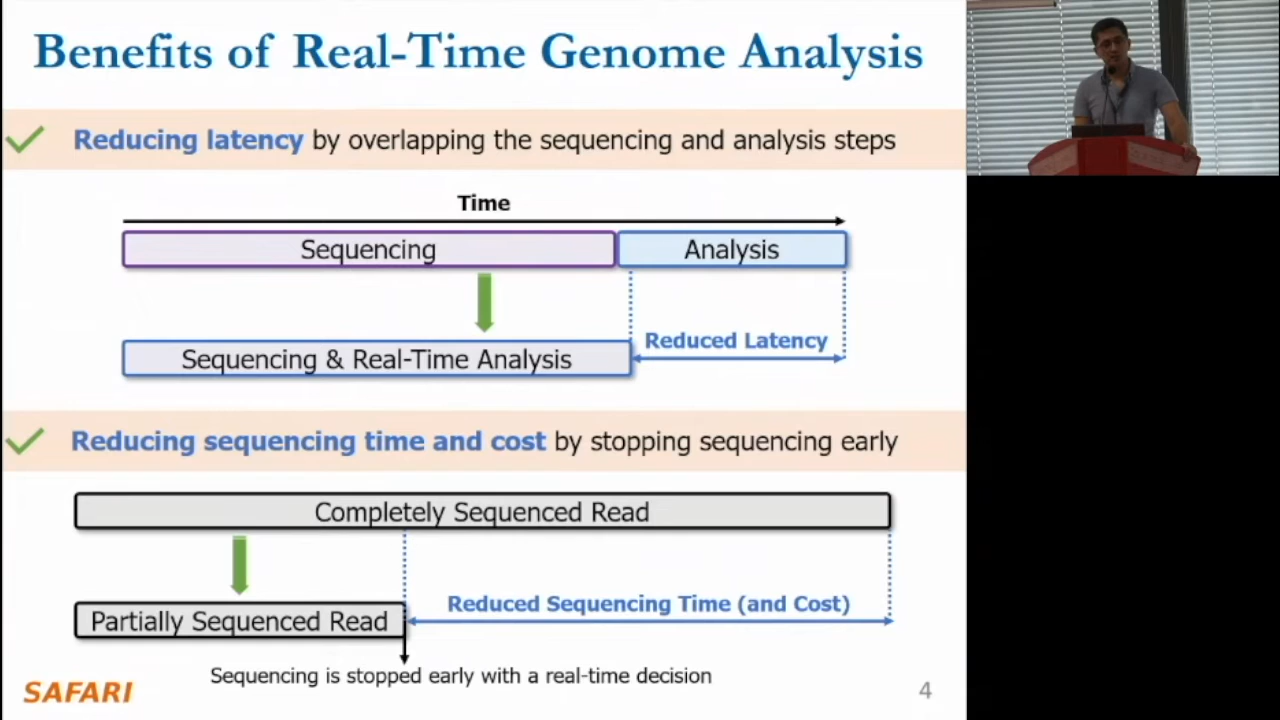 Benefits of Real-Time Genome Analysis
Reducing latency by overlapping the sequencing and analysis steps
Time
Sequencing
Analysis
Reduced Latency
Sequencing & Real-Time Analysis
Reducing sequencing time and cost by stopping sequencing early
Completely Sequenced Read
Reduced Sequencing Time (and Cost)
Partially Sequenced Read
Sequencing is stopped early with a real-time decision
SAFARI
4